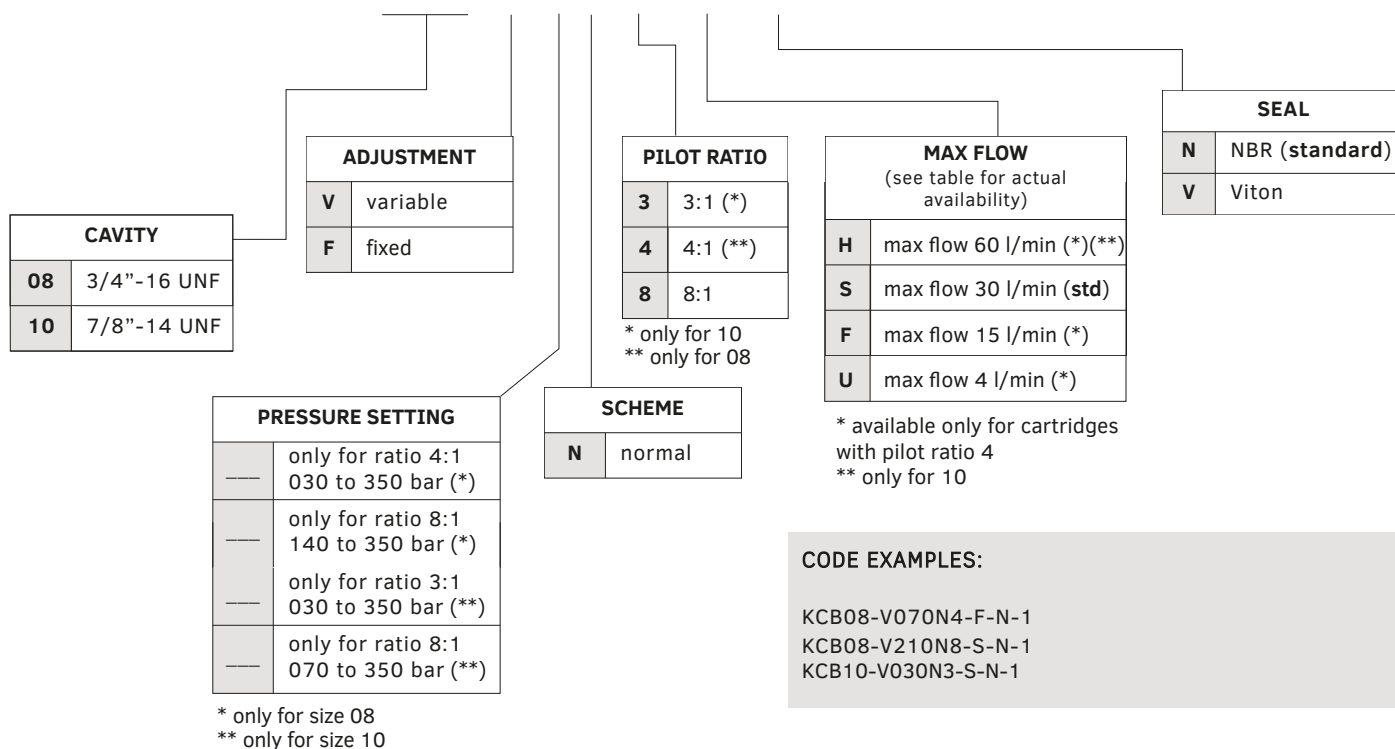 CAVITY
08 3/4”-16 UNF
10 7/8”-14 UNF
ADJUSTMENT
V variable
F fixed
PRESSURE SETTING
___ only for ratio 4:1
030 to 350 bar (*)
___ only for ratio 8:1
140 to 350 bar (*)
___ only for ratio 3:1
030 to 350 bar (**)
___ only for ratio 8:1
070 to 350 bar (**)
* only for size 08
** only for size 10
SCHEME
N normal
PILOT RATIO
3 3:1 (*)
4 4:1 (**)
8 8:1
* only for 10
** only for 08
MAX FLOW
(see table for actual
availability)
H max flow 60 l/min (*)(**)
S max flow 30 l/min (std)
F max flow 15 l/min (*)
U max flow 4 l/min (*)
* available only for cartridges
with pilot ratio 4
** only for 10
SEAL
N NBR (standard)
V Viton
CODE EXAMPLES:
KCB08-V070N4-F-N-1
KCB08-V210N8-S-N-1
KCB10-V030N3-S-N-1